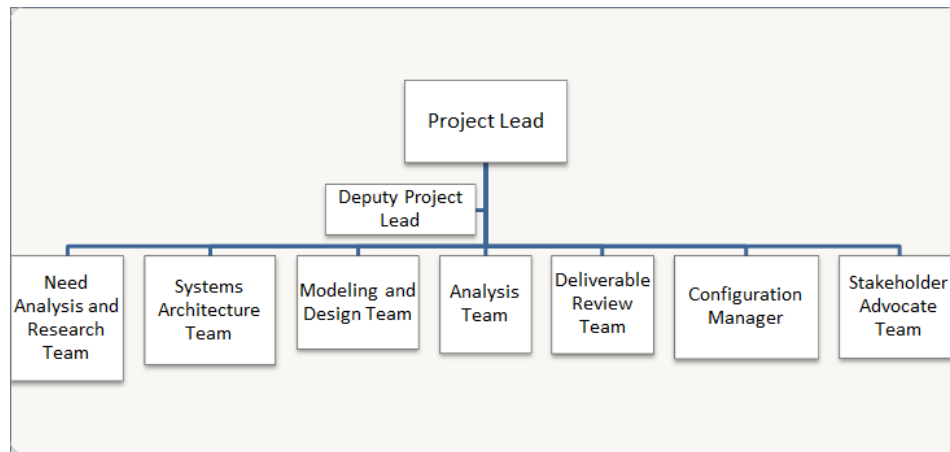 Project Lead
Deputy Project
Lead
Need
Analysis and
Research
Team
Systems
Architecture
Team
Modeling and
Design Team
Analysis
Team
Deliverable
Review
Team
Configuration
Manager
Stakeholder
Advocate
Team